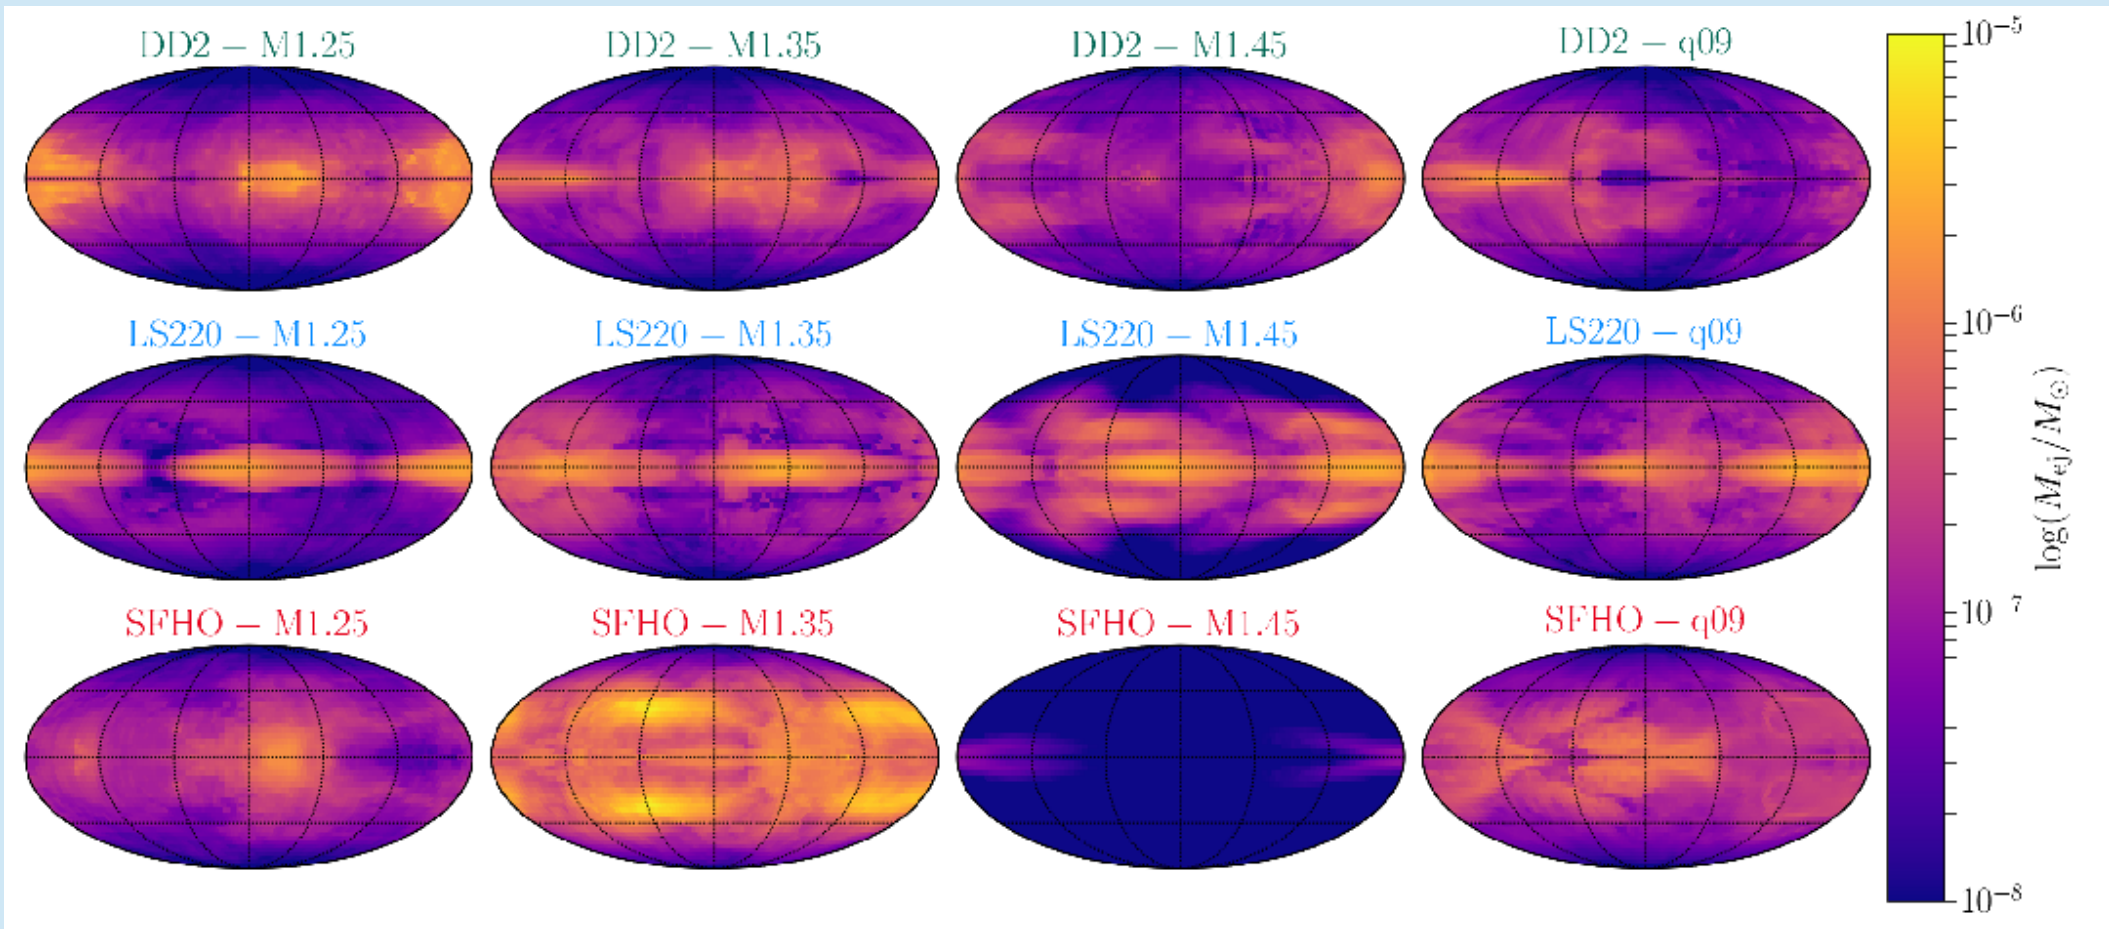 DD2 – M1.25
DD2 – M1.35
DD2 – M1.45
DD2 – q09
LS220 – M1.25
LS220 – M1.35
LS220 – M1.45
LS220 – q09
SFHO – M1.25
SFHO – M1.35
SFHO – M1.45
SFHO – q09
10⁻⁵
10⁻⁶
10⁻⁷
10⁻⁸
log(M_ej/M_⊙)